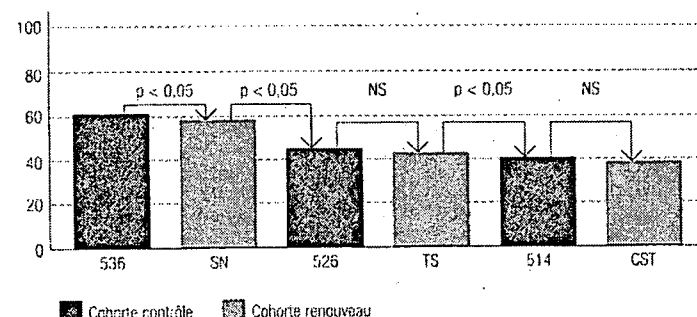 100
80
p < 0,05 p < 0,05 NS p < 0,05 NS
60
40
20
0
536 SN 526 TS 514 CST
Cohorte contrôle Cohorte renouveau